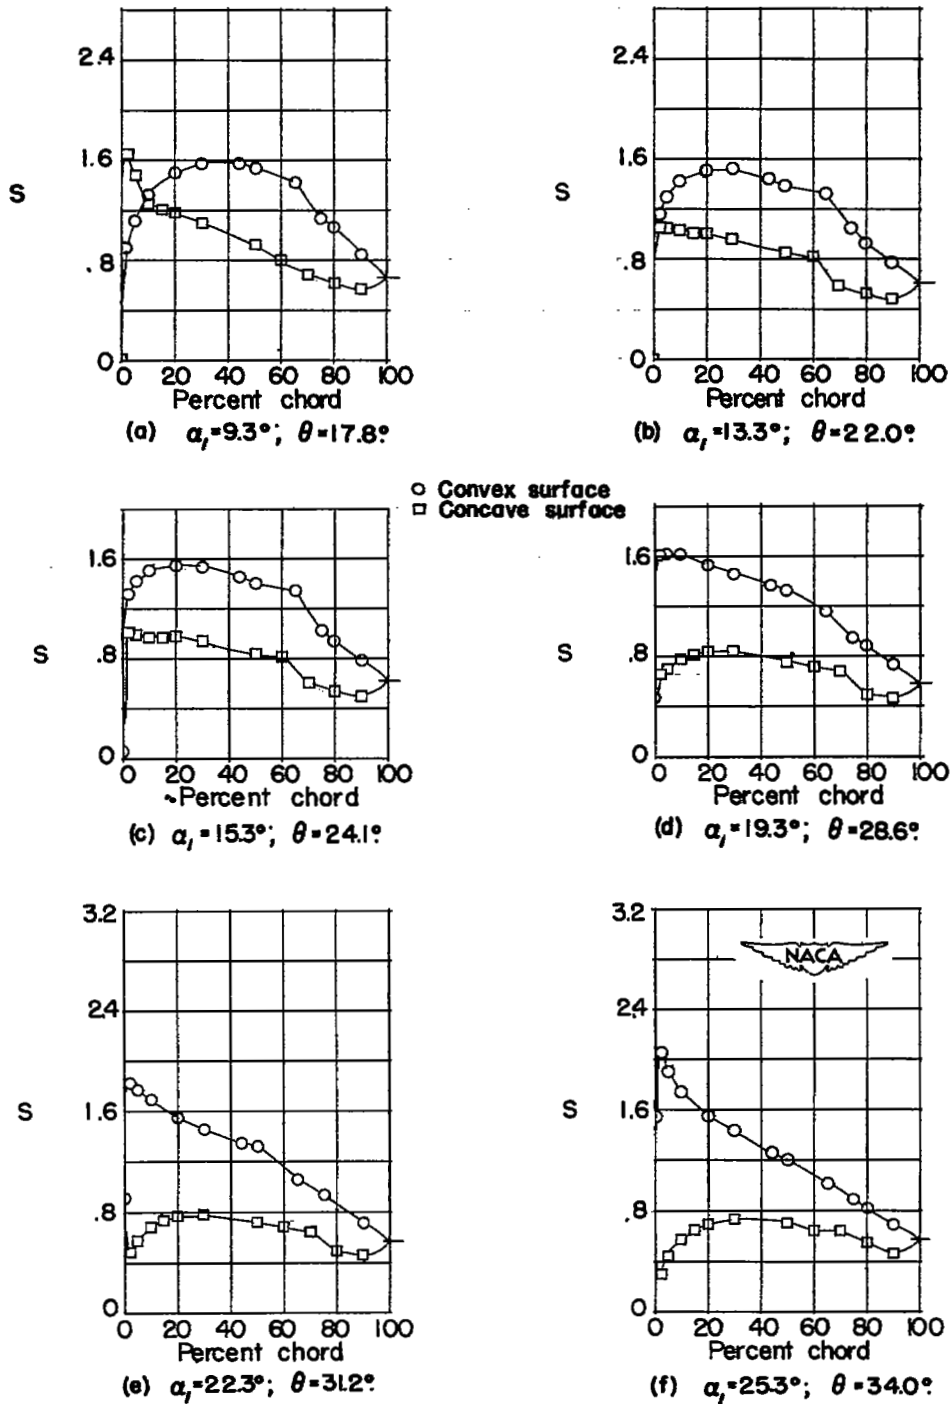 2.4
1.6
S
.8
0
0 20 40 60 80 100
Percent chord
(a) α₁=9.3°; θ=17.8°.
2.4
1.6
S
.8
0
0 20 40 60 80 100
Percent chord
(b) α₁=13.3°; θ=22.0°.
○ Convex surface
□ Concave surface
1.6
S
.8
0
0 20 40 60 80 100
Percent chord
(c) α₁=15.3°; θ=24.1°.
1.6
S
.8
0
0 20 40 60 80 100
Percent chord
(d) α₁=19.3°; θ=28.6°.
3.2
2.4
1.6
S
.8
0
0 20 40 60 80 100
Percent chord
(e) α₁=22.3°; θ=31.2°.
3.2
NACA
2.4
1.6
S
.8
0
0 20 40 60 80 100
Percent chord
(f) α₁=25.3°; θ=34.0°.